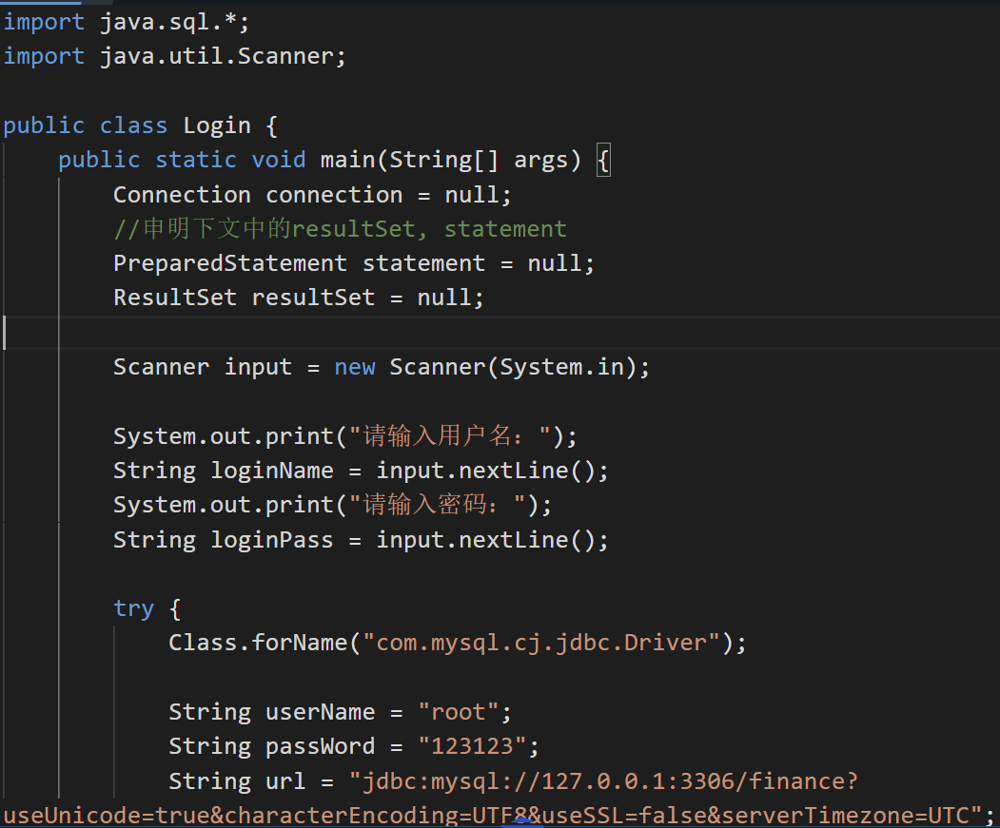 import java.sql.*;
import java.util.Scanner;
public class Login {
public static void main(String[] args) {
Connection connection = null;
//申明下文中的resultSet, statement
PreparedStatement statement = null;
ResultSet resultSet = null;
Scanner input = new Scanner(System.in);
System.out.print("请输入用户名：");
String loginName = input.nextLine();
System.out.print("请输入密码：");
String loginPass = input.nextLine();
try {
Class.forName("com.mysql.cj.jdbc.Driver");
String userName = "root";
String passWord = "123123";
String url = "jdbc:mysql://127.0.0.1:3306/finance?
useUnicode=true&characterEncoding=UTF8&useSSL=false&serverTimezone=UTC";